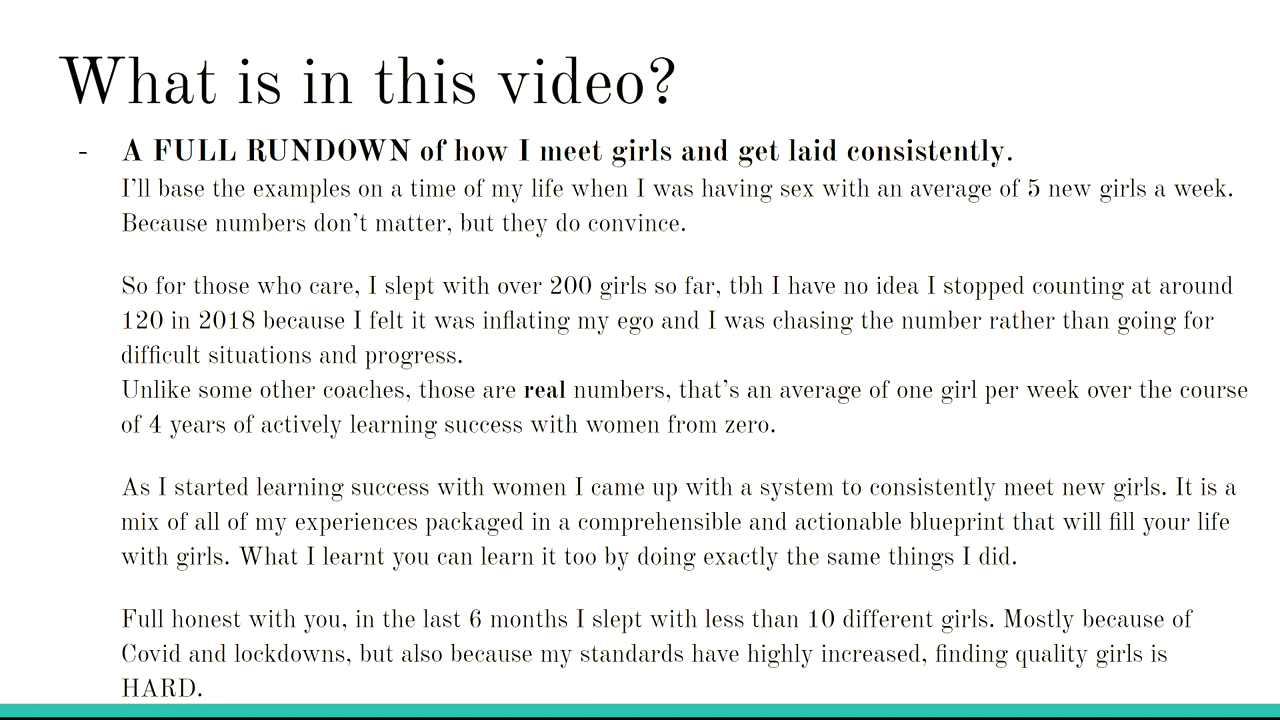 What is in this video?
- A FULL RUNDOWN of how I meet girls and get laid consistently.
I'll base the examples on a time of my life when I was having sex with an average of 5 new girls a week.
Because numbers don't matter, but they do convince.
So for those who care, I slept with over 200 girls so far, tbh I have no idea I stopped counting at around
120 in 2018 because I felt it was inflating my ego and I was chasing the number rather than going for
difficult situations and progress.
Unlike some other coaches, those are real numbers, that's an average of one girl per week over the course
of 4 years of actively learning success with women from zero.
As I started learning success with women I came up with a system to consistently meet new girls. It is a
mix of all of my experiences packaged in a comprehensible and actionable blueprint that will fill your life
with girls. What I learnt you can learn it too by doing exactly the same things I did.
Full honest with you, in the last 6 months I slept with less than 10 different girls. Mostly because of
Covid and lockdowns, but also because my standards have highly increased, finding quality girls is
HARD.